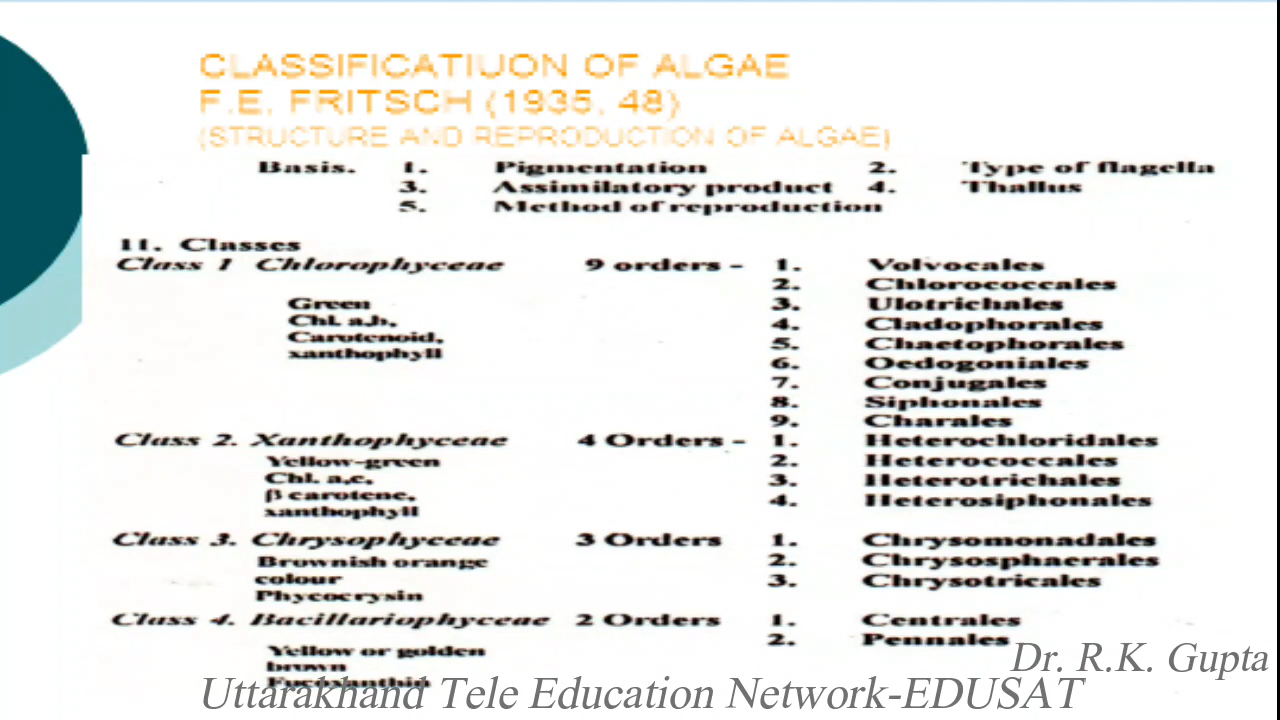 CLASSIFICATIUON OF ALGAE
F.E. FRITSCH (1935, 48)
(STRUCTURE AND REPRODUCTION OF ALGAE)
Basis. 1. Pigmentation 2. Type of flagella
3. Assimilatory product 4. Thallus
5. Method of reproduction
11. Classes
Class 1 Chlorophyceae 9 orders - 1. Volvocales
2. Chlorococcales
Green 3. Ulotrichales
Chl. a,b, 4. Cladophorales
Carotenoid, 5. Chaetophorales
xanthophyll 6. Oedogoniales
7. Conjugales
8. Siphonales
9. Charales
Class 2. Xanthophyceae 4 Orders - 1. Heterochloridales
Yellow-green 2. Heterococcales
Chl. a,c, 3. Heterotrichales
β carotene, 4. Heterosiphonales
xanthophyll
Class 3. Chrysophyceae 3 Orders 1. Chrysomonadales
Brownish orange 2. Chrysosphaerales
colour 3. Chrysotricales
Phycocrysin
Class 4. Bacillariophyceae 2 Orders 1. Centrales
2. Pennales
Yellow or golden
brown
Fucoxanthin
Dr. R.K. Gupta
Uttarakhand Tele Education Network-EDUSAT